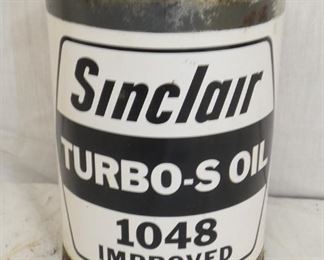 Sinclair
TURBO-S OIL
1048
IMPROVED